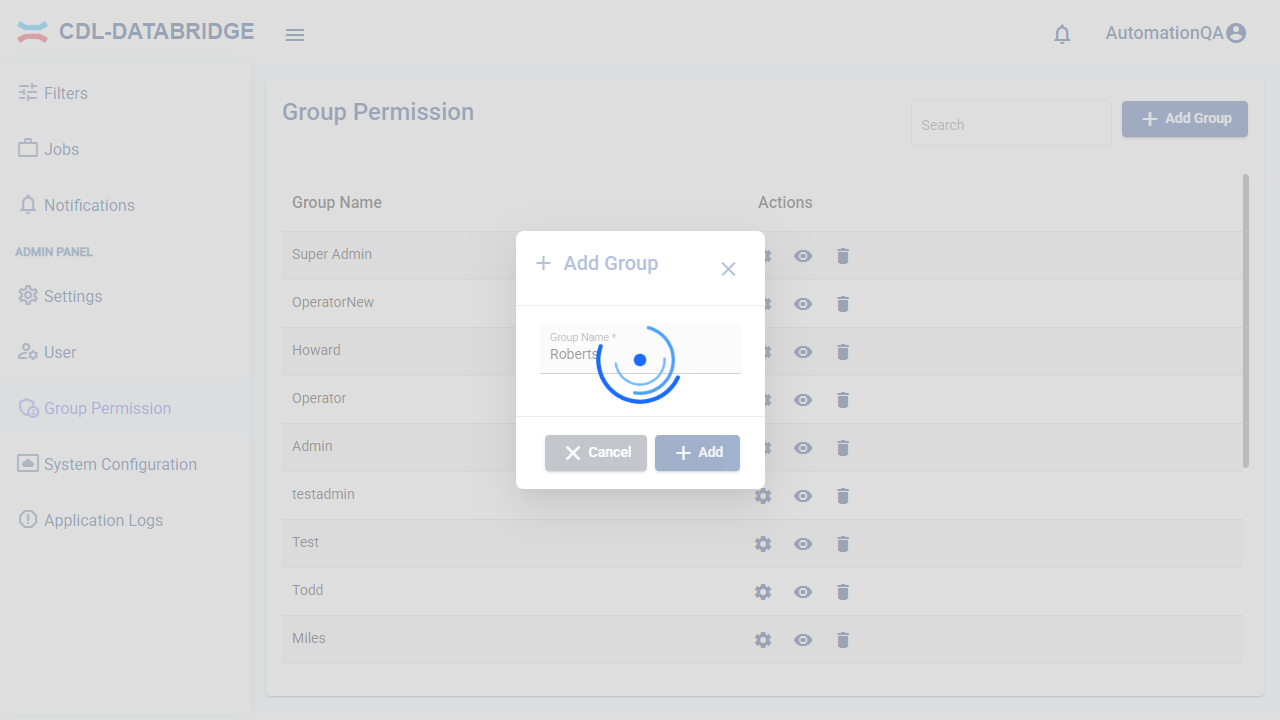 CDL-DATABRIDGE
AutomationQA
Filters
Jobs
Notifications
ADMIN PANEL
Settings
User
Group Permission
System Configuration
Application Logs
Group Permission
Search
Add Group
Group Name
Actions
Super Admin
OperatorNew
Howard
Operator
Admin
testadmin
Test
Todd
Miles
Add Group
Group Name *
Roberts
Cancel
Add